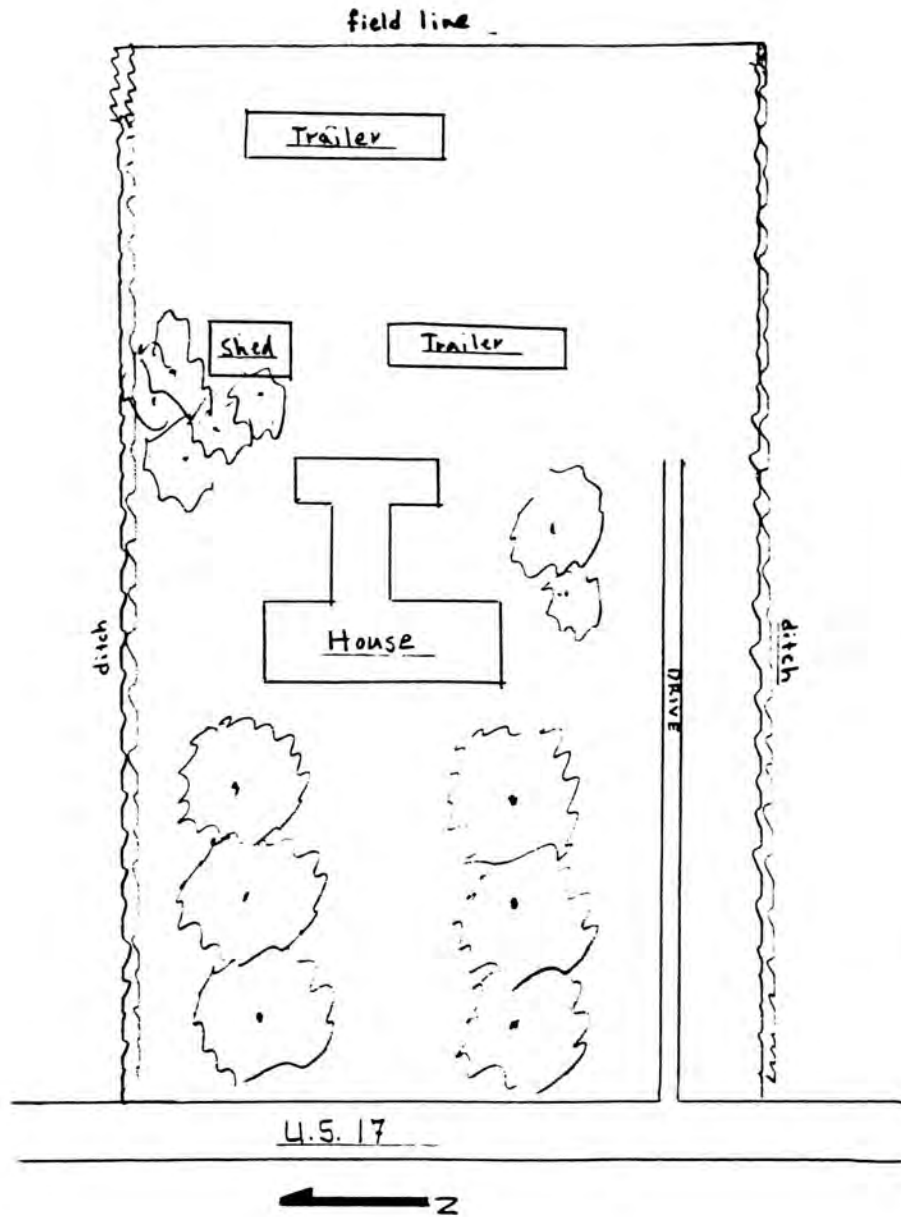 field line
Trailer
Shed
Trailer
House
ditch
DRIVE
ditch
U.S. 17
N